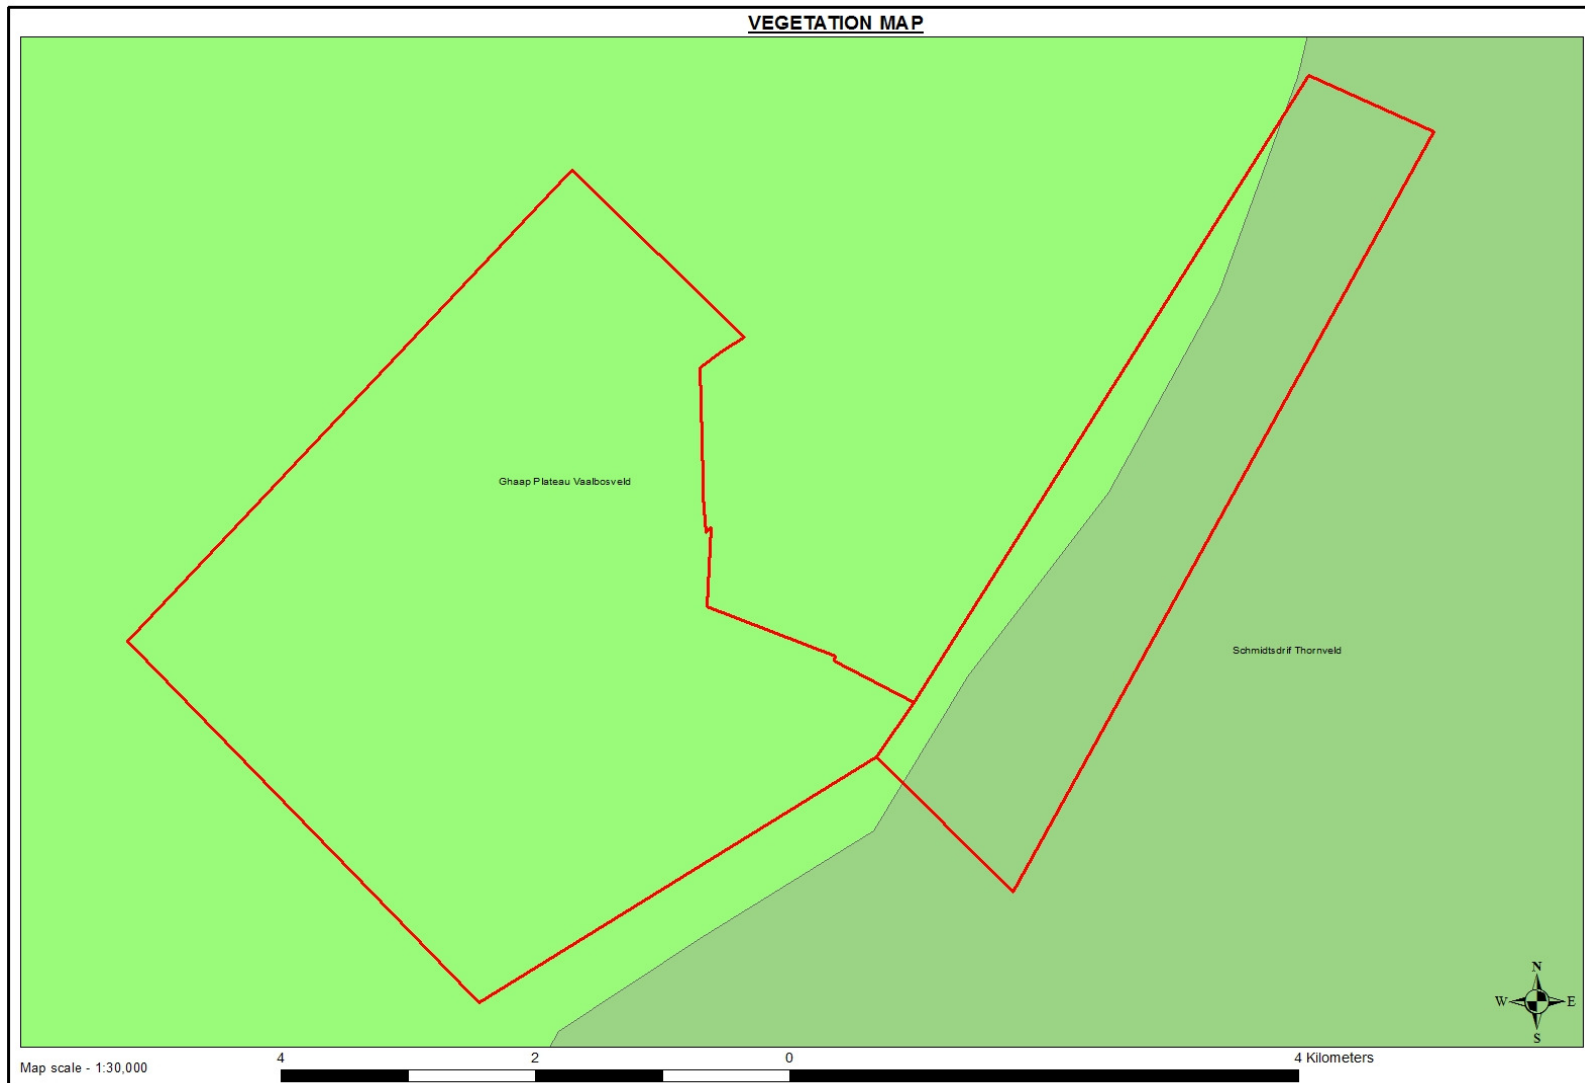 VEGETATION MAP
Ghaap Plateau Vaalbosveld
Schmidtsdrif Thornveld
N
W E
S
4 2 0 4 Kilometers
Map scale - 1:30,000